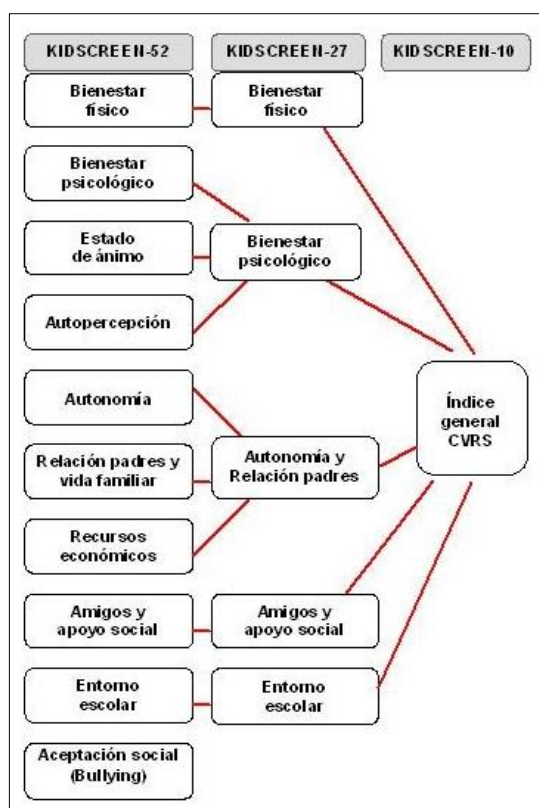 KIDSCREEN-52
KIDSCREEN-27
KIDSCREEN-10
Bienestar
físico
Bienestar
físico
Bienestar
psicológico
Estado
de ánimo
Bienestar
psicológico
Autopercepción
Autonomía
Índice
general
CVRS
Relación padres y
vida familiar
Autonomía y
Relación padres
Recursos
económicos
Amigos y
apoyo social
Amigos y
apoyo social
Entorno
escolar
Entorno
escolar
Aceptación social
(Bullying)